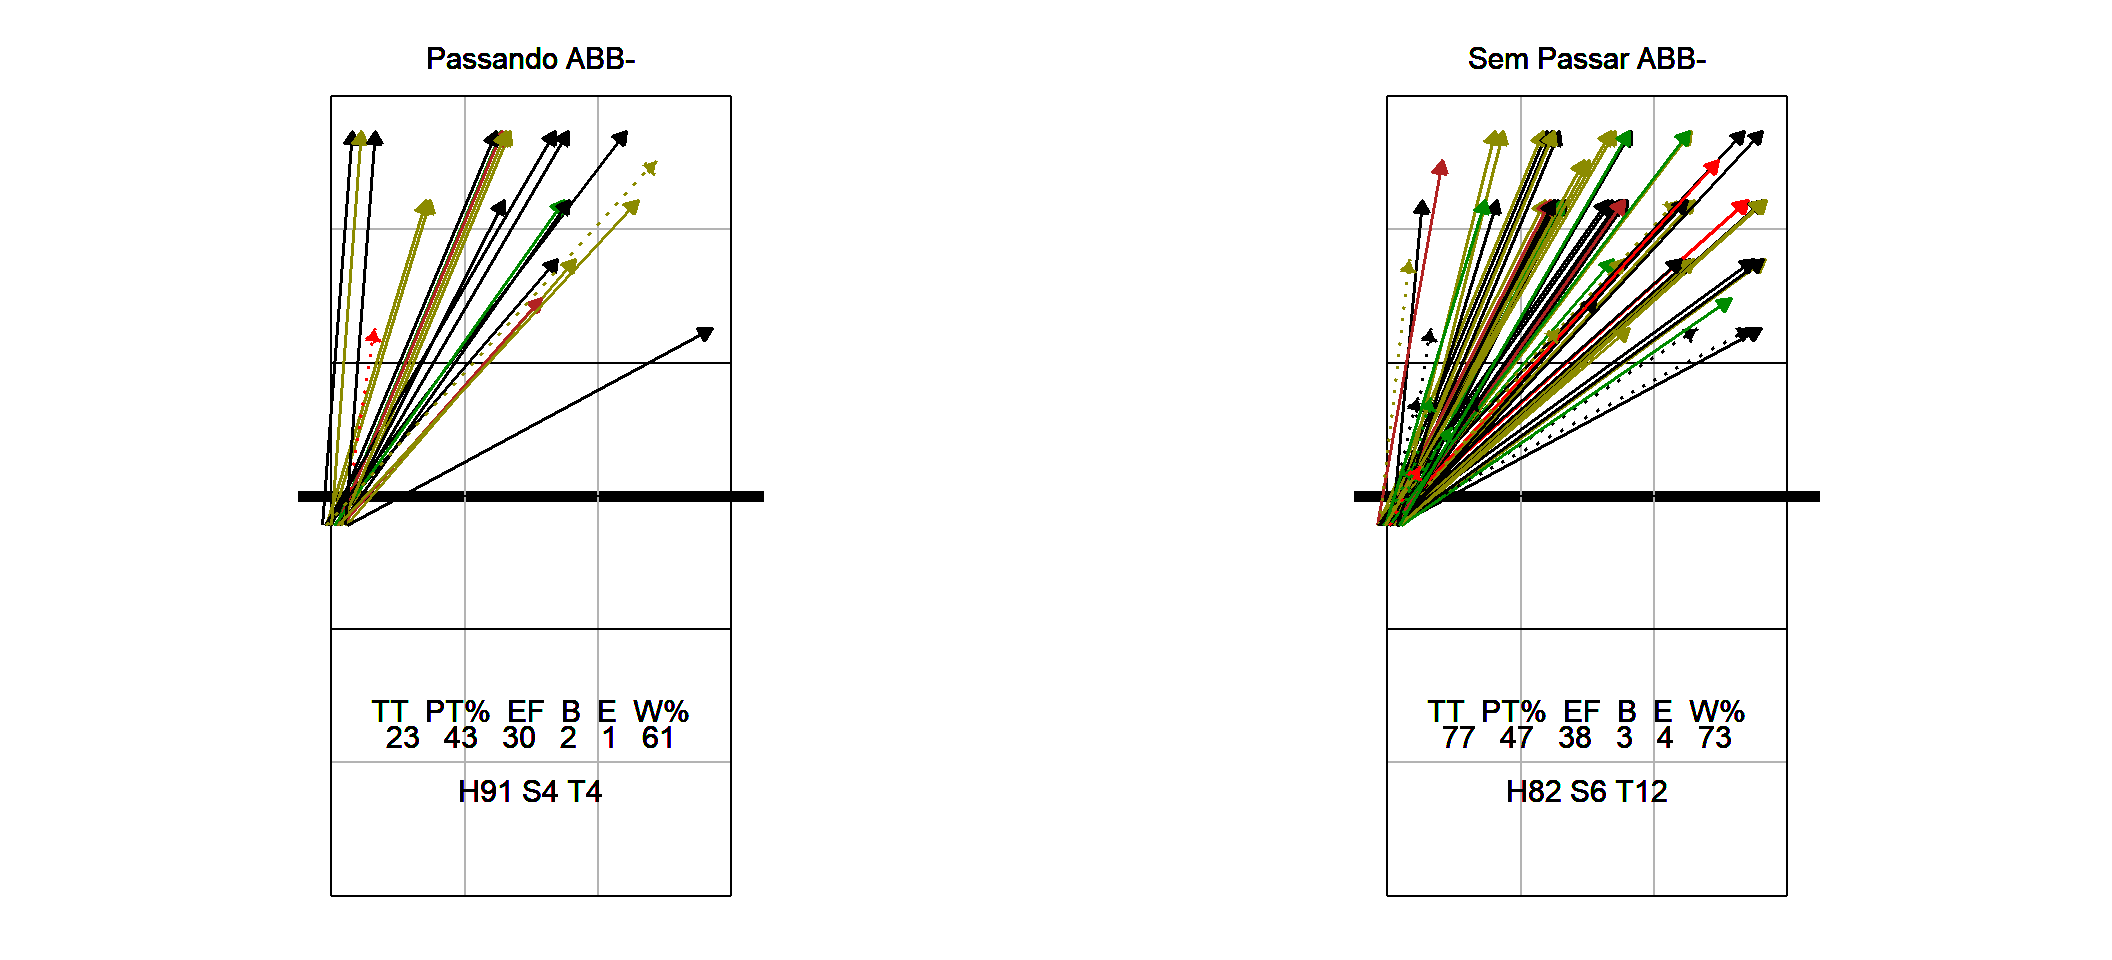 Passando ABB-
TT PT% EF B E W%
23 43 30 2 1 61
H91 S4 T4
Sem Passar ABB-
TT PT% EF B E W%
77 47 38 3 4 73
H82 S6 T12